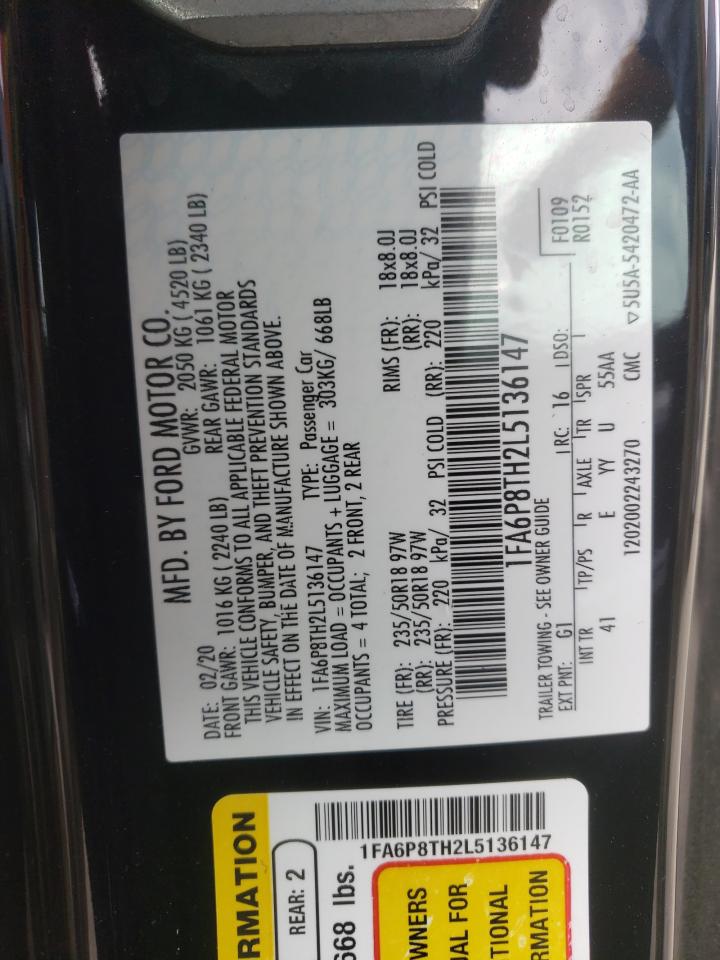 MFD. BY FORD MOTOR CO.
DATE: 02/20 GVWR: 2050 KG ( 4520 LB)
FRONT GAWR: 1016 KG ( 2240 LB) REAR GAWR: 1061 KG ( 2340 LB)
THIS VEHICLE CONFORMS TO ALL APPLICABLE FEDERAL MOTOR
VEHICLE SAFETY, BUMPER, AND THEFT PREVENTION STANDARDS
IN EFFECT ON THE DATE OF MANUFACTURE SHOWN ABOVE.
VIN: 1FA6P8TH2L5136147 TYPE: Passenger Car
MAXIMUM LOAD = OCCUPANTS + LUGGAGE = 303KG/ 668LB
OCCUPANTS = 4 TOTAL; 2 FRONT, 2 REAR
TIRE (FR): 235/50R18 97W RIMS (FR): 18x8.0J
(RR): 235/50R18 97W (RR): 18x8.0J
PRESSURE (FR): 220 kPa/ 32 PSI COLD (RR): 220 kPa/ 32 PSI COLD
1FA6P8TH2L5136147
TRAILER TOWING - SEE OWNER GUIDE
F0109
EXT PNT: G1 RC: 16 DSO: R0152
INT TR TP/PS R AXLE TR SPR
41 E YY U 55AA
1202002243270 CMC ▽5U5A-5420472-AA
RMATION
REAR: 2
668 lbs.
1FA6P8TH2L5136147
WNERS
UAL FOR
TIONAL
RMATION